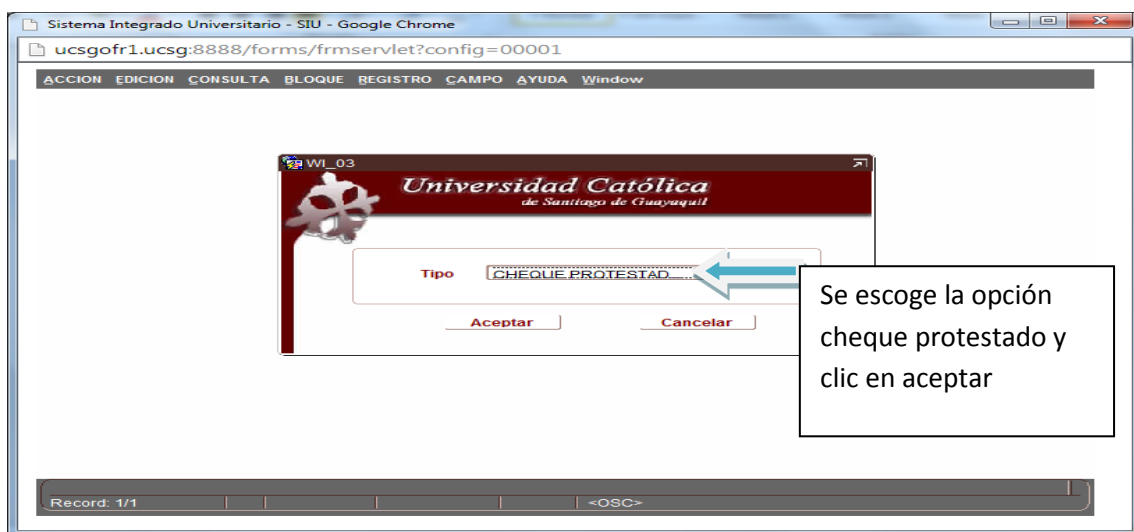 Sistema Integrado Universitario - SIU - Google Chrome
ucsgofr1.ucsg:8888/forms/frmservlet?config=00001
ACCION EDICION CONSULTA BLOQUE REGISTRO CAMPO AYUDA Window
WI_03
Universidad Católica
de Santiago de Guayaquil
Tipo CHEQUE PROTESTAD
Aceptar Cancelar
Se escoge la opción
cheque protestado y
clic en aceptar
Record: 1/1 <OSC>